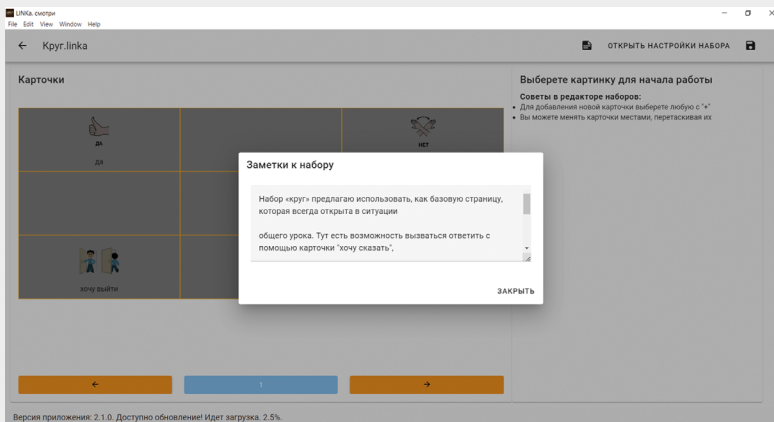 LINKa. смотри
File Edit View Window Help
Круг.linka
ОТКРЫТЬ НАСТРОЙКИ НАБОРА
Карточки
ДА
да
НЕТ
хочу выйти
1
Выберете картинку для начала работы
Советы в редакторе наборов:
Для добавления новой карточки выберете любую с "+"
Вы можете менять карточки местами, перетаскивая их
Заметки к набору
Набор «круг» предлагаю использовать, как базовую страницу,
которая всегда открыта в ситуации
общего урока. Тут есть возможность вызваться ответить с
помощью карточки "хочу сказать",
ЗАКРЫТЬ
Версия приложения: 2.1.0. Доступно обновление! Идет загрузка. 2.5%.